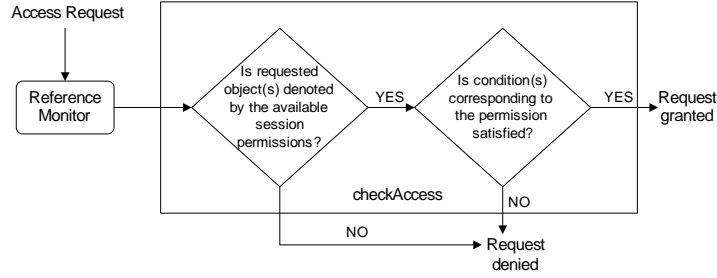 Access Request
Reference
Monitor
Is requested
object(s) denoted
by the available
session
permissions?
YES
Is condition(s)
corresponding to
the permission
satisfied?
YES
Request
granted
checkAccess
NO
NO
Request
denied